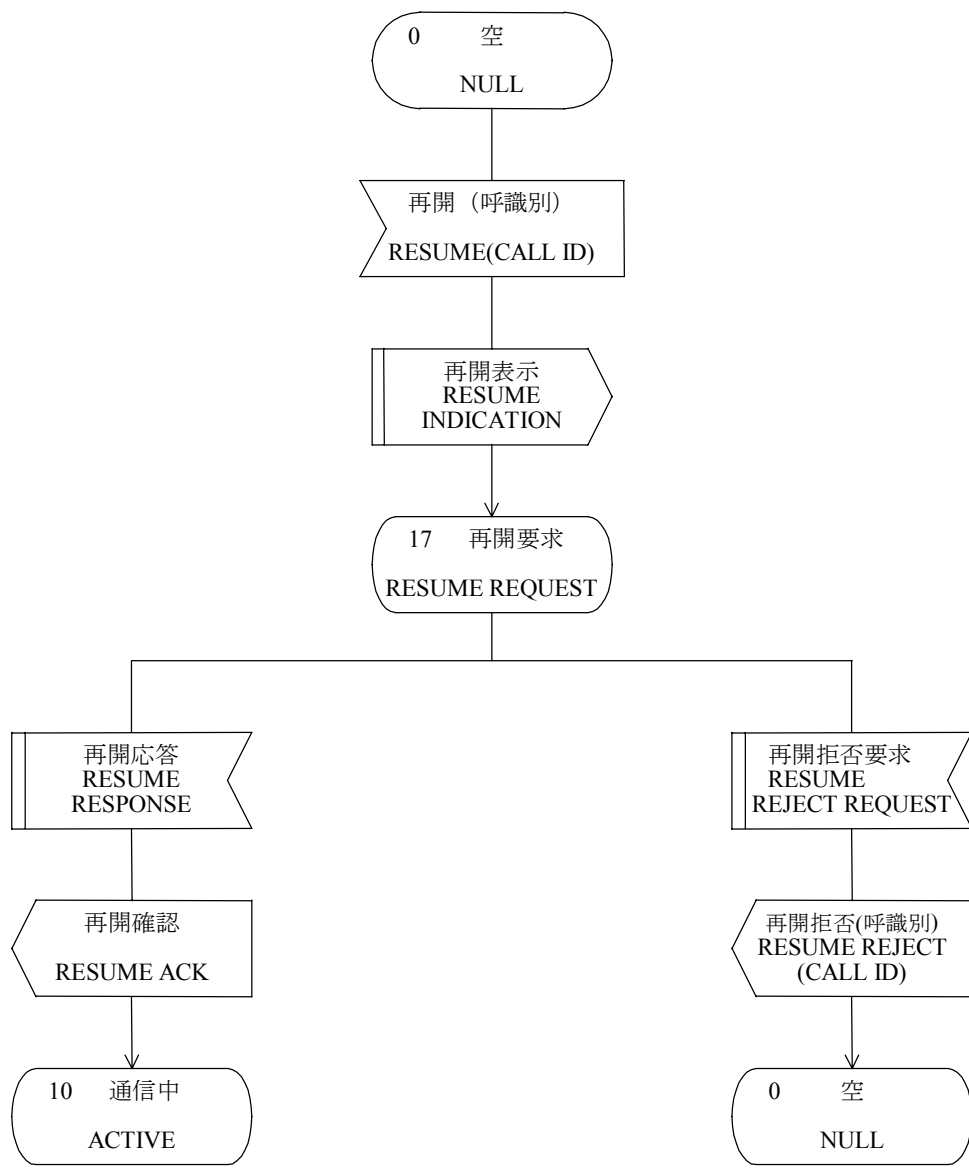 0 空
NULL
再開（呼識別）
RESUME(CALL ID)
再開表示
RESUME
INDICATION
17 再開要求
RESUME REQUEST
再開応答
RESUME
RESPONSE
再開拒否要求
RESUME
REJECT REQUEST
再開確認
RESUME ACK
再開拒否(呼識別)
RESUME REJECT
(CALL ID)
10 通信中
ACTIVE
0 空
NULL